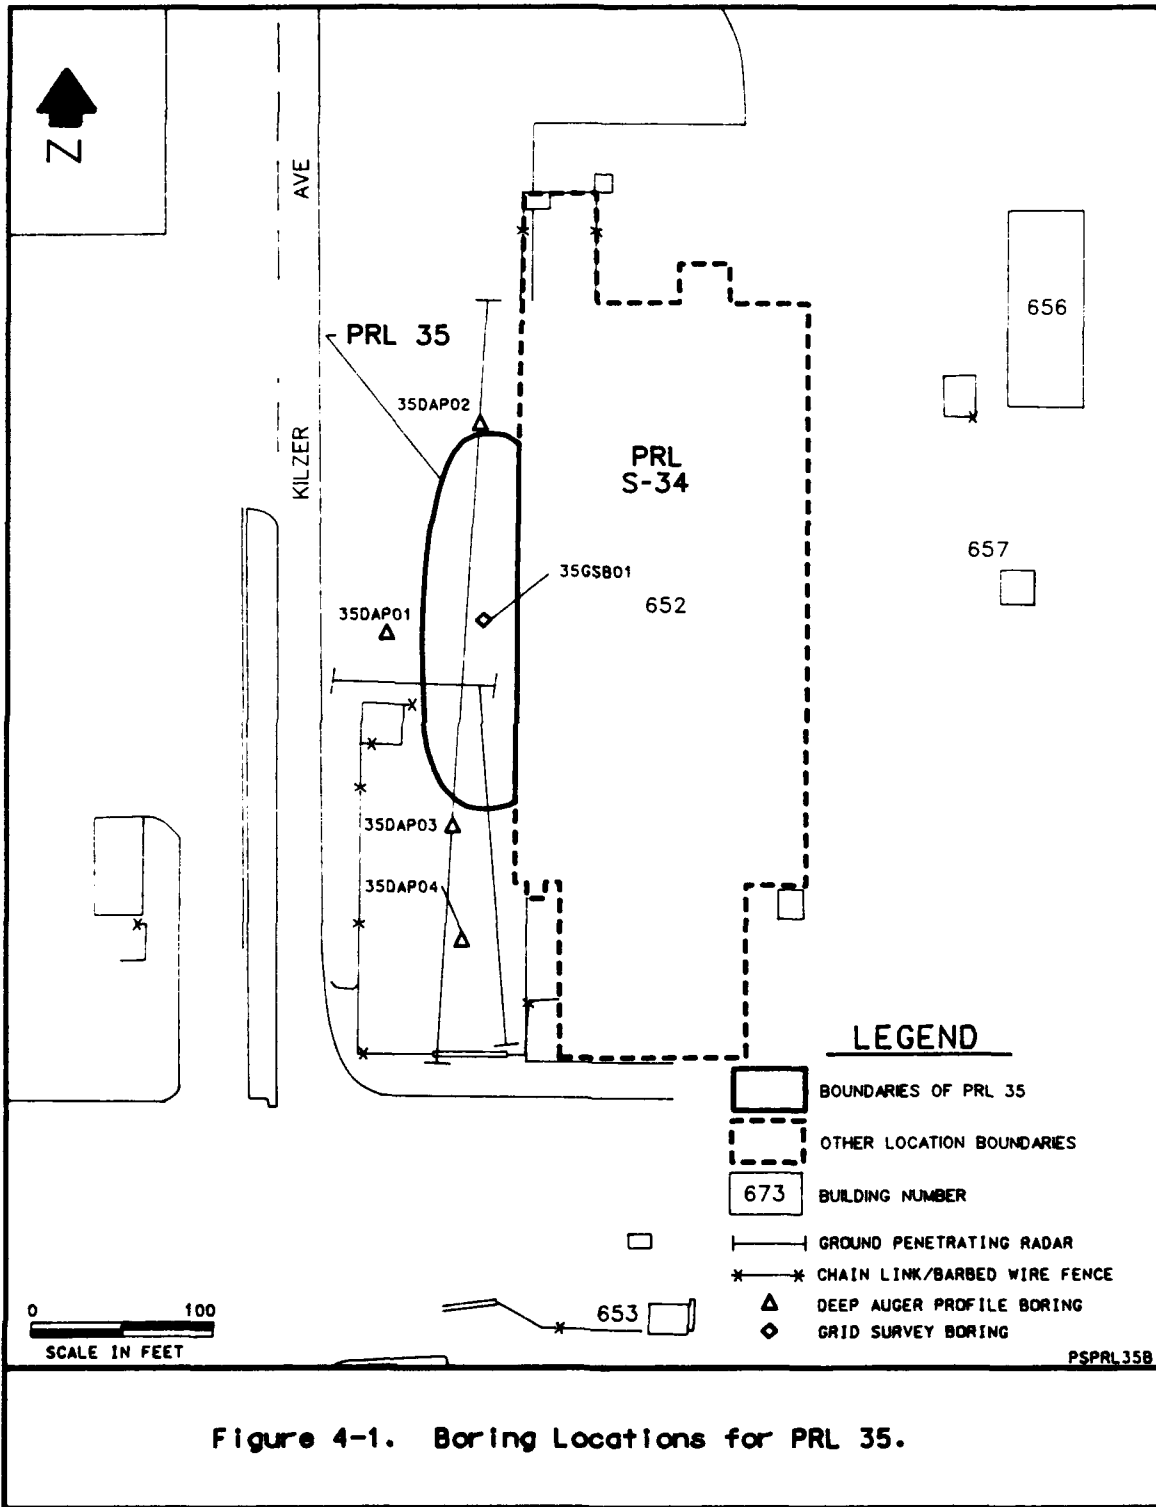 N
AVE
KILZER
PRL 35
656
35DAP02
PRL
S-34
657
35GSB01
652
35DAP01
35DAP03
35DAP04
LEGEND
BOUNDARIES OF PRL 35
OTHER LOCATION BOUNDARIES
673 BUILDING NUMBER
GROUND PENETRATING RADAR
CHAIN LINK/BARBED WIRE FENCE
DEEP AUGER PROFILE BORING
GRID SURVEY BORING
653
0 100
SCALE IN FEET
PSPRL35B
Figure 4-1. Boring Locations for PRL 35.